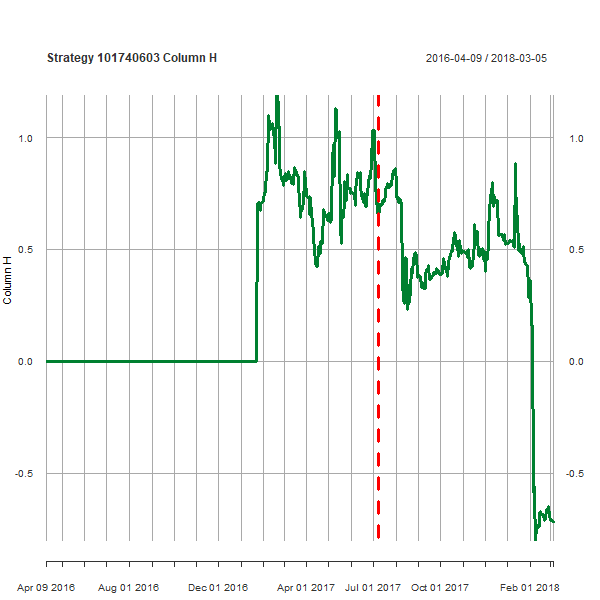 Strategy 101740603 Column H 2016-04-09 / 2018-03-05
1.0 1.0
0.5 0.5
Column H
0.0 0.0
-0.5 -0.5
Apr 09 2016 Aug 01 2016 Dec 01 2016 Apr 01 2017 Jul 01 2017 Oct 01 2017 Feb 01 2018